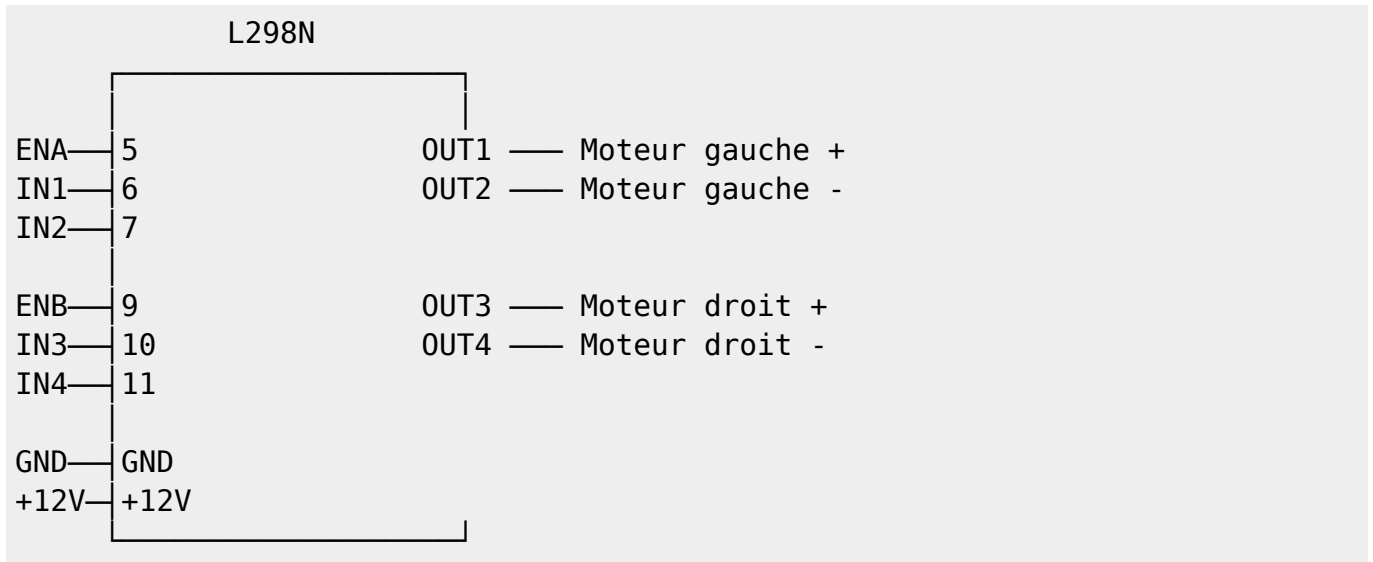 L298N
ENA 5 OUT1 Moteur gauche +
IN1 6 OUT2 Moteur gauche -
IN2 7
ENB 9 OUT3 Moteur droit +
IN3 10 OUT4 Moteur droit -
IN4 11
GND GND
+12V +12V